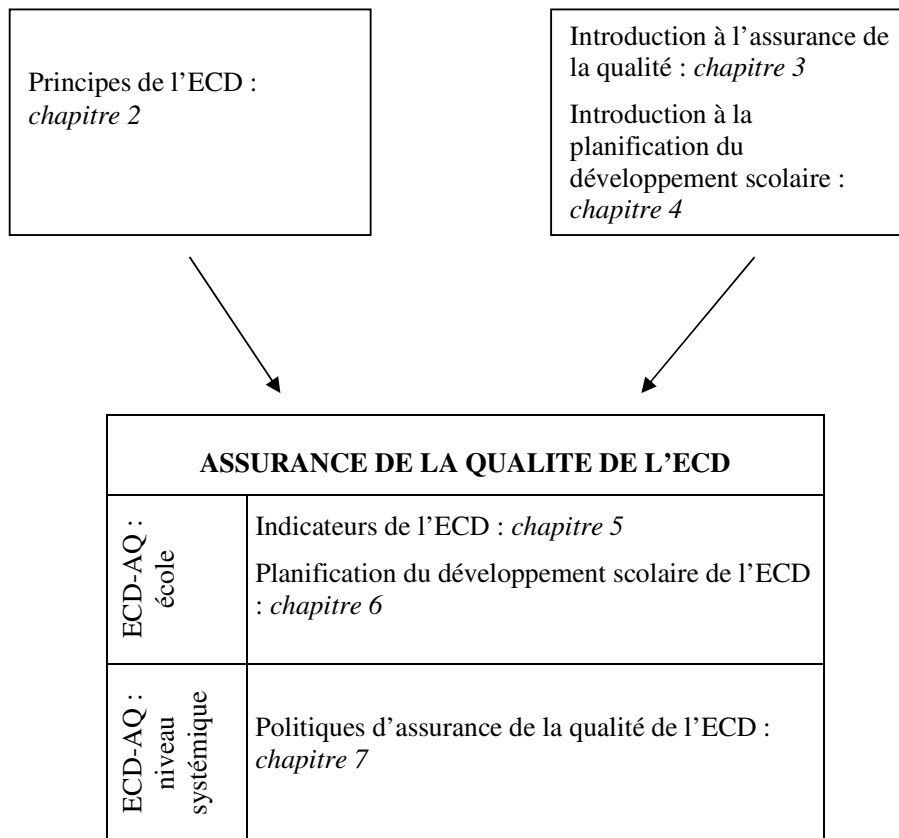 Principes de l’ECD :
chapitre 2
Introduction à l’assurance de
la qualité : chapitre 3
Introduction à la
planification du
développement scolaire :
chapitre 4
ASSURANCE DE LA QUALITE DE L’ECD
ECD-AQ :
école
Indicateurs de l’ECD : chapitre 5
Planification du développement scolaire de l’ECD
: chapitre 6
ECD-AQ :
niveau
systémique
Politiques d’assurance de la qualité de l’ECD :
chapitre 7